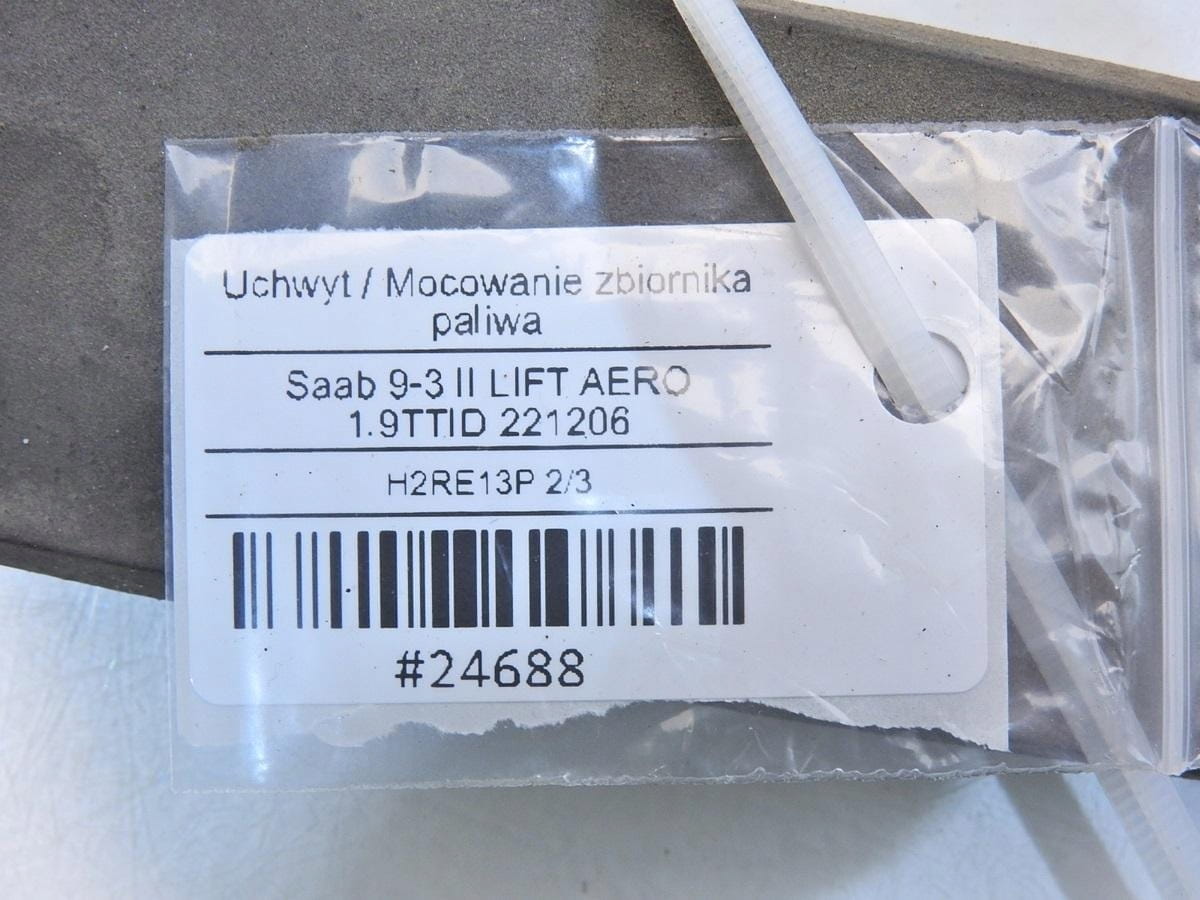 Uchwyt / Mocowanie zbiornika
paliwa
Saab 9-3 II LIFT AERO
1.9TTID 221206
H2RE13P 2/3
#24688